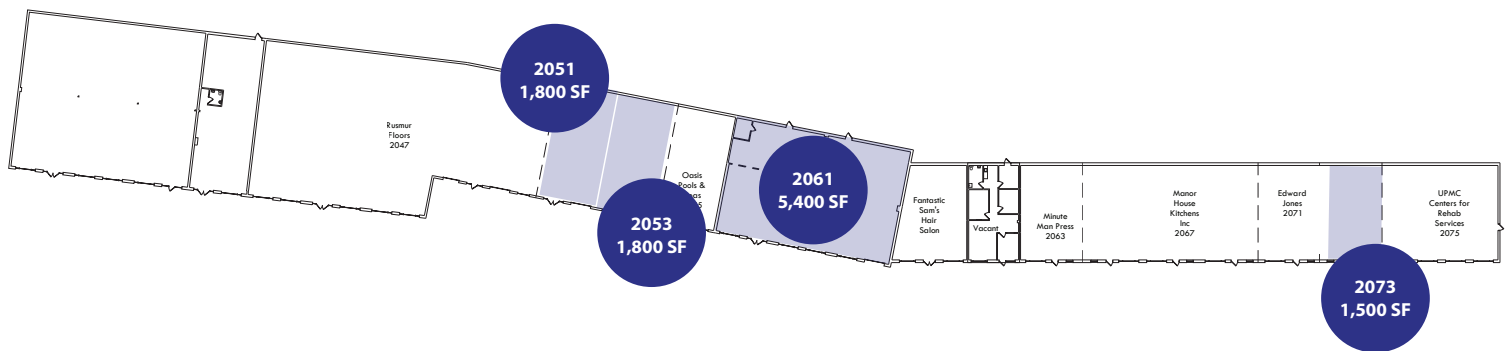 Rusmur
Floors
2047
2051
1,800 SF
2053
1,800 SF
Oasis
Pools &
2061
5,400 SF
Fantastic
Sam's
Hair
Salon
Vacant
Minute
Man Press
2063
Manor
House
Kitchens
Inc
2067
Edward
Jones
2071
2073
1,500 SF
UPMC
Centers for
Rehab
Services
2075